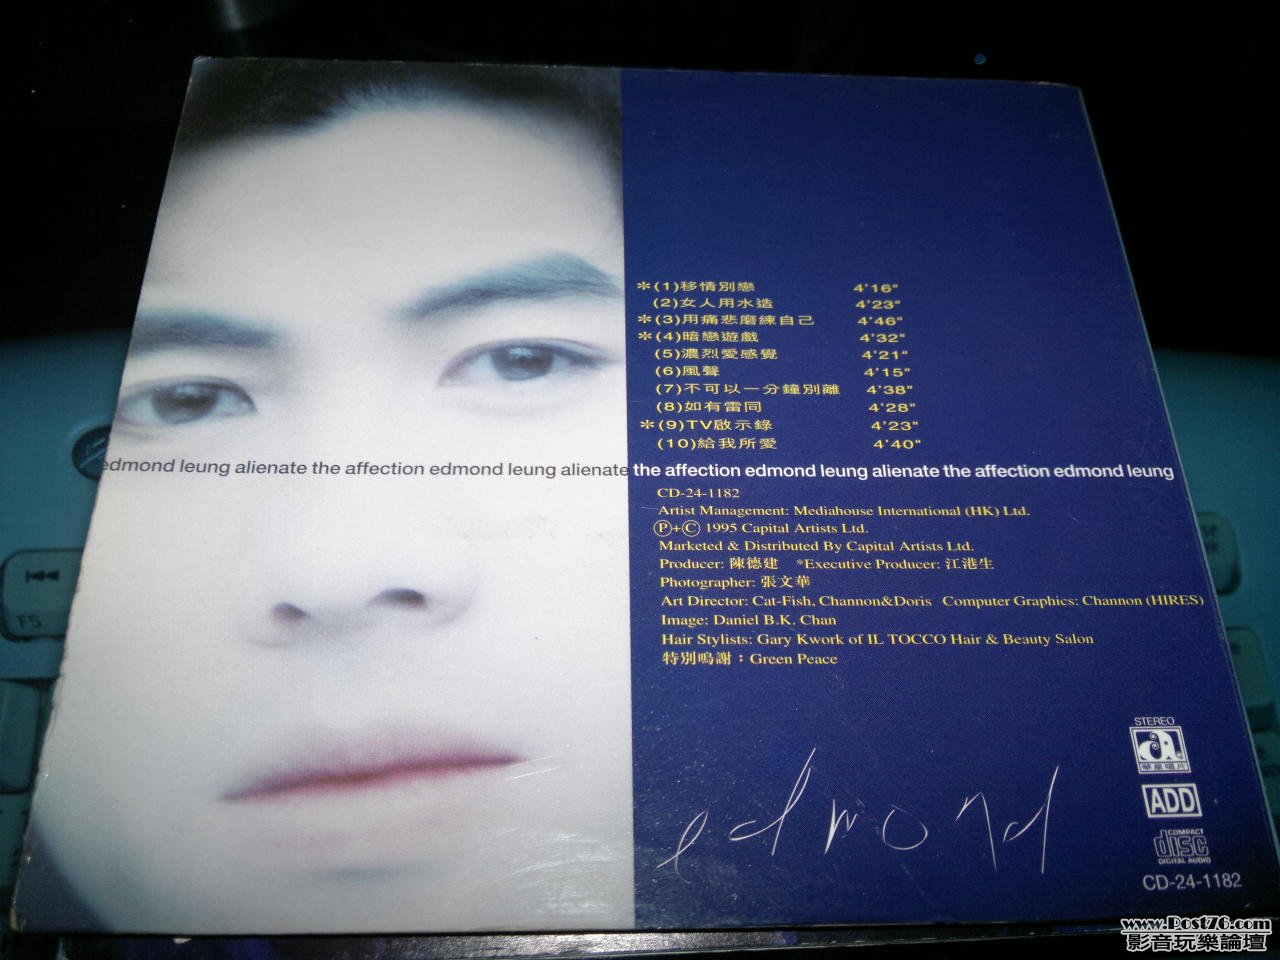 *(1)移情別戀 4'16"
(2)女人用水造 4'23"
*(3)用痛悲磨練自己 4'46"
*(4)暗戀遊戲 4'32"
(5)濃烈愛感覺 4'21"
(6)風聲 4'15"
(7)不可以一分鐘別離 4'38"
(8)如有雷同 4'28"
*(9)TV啟示錄 4'23"
(10)給我所愛 4'40"
edmond leung alienate the affection edmond leung alienate the affection edmond leung alienate the affection edmond leung
CD-24-1182
Artist Management: Mediahouse International (HK) Ltd.
Ⓟ+Ⓒ 1995 Capital Artists Ltd.
Marketed & Distributed By Capital Artists Ltd.
Producer: 陳德建 *Executive Producer: 江港生
Photographer: 張文華
Art Director: Cat-Fish, Channon&Doris Computer Graphics: Channon (HIRES)
Image: Daniel B.K. Chan
Hair Stylists: Gary Kwork of IL TOCCO Hair & Beauty Salon
特別鳴謝：Green Peace
edmond
STEREO
a
華星唱片
ADD
COMPACT
disc
DIGITAL AUDIO
CD-24-1182
F5
www.Post76.com
影音玩樂論壇